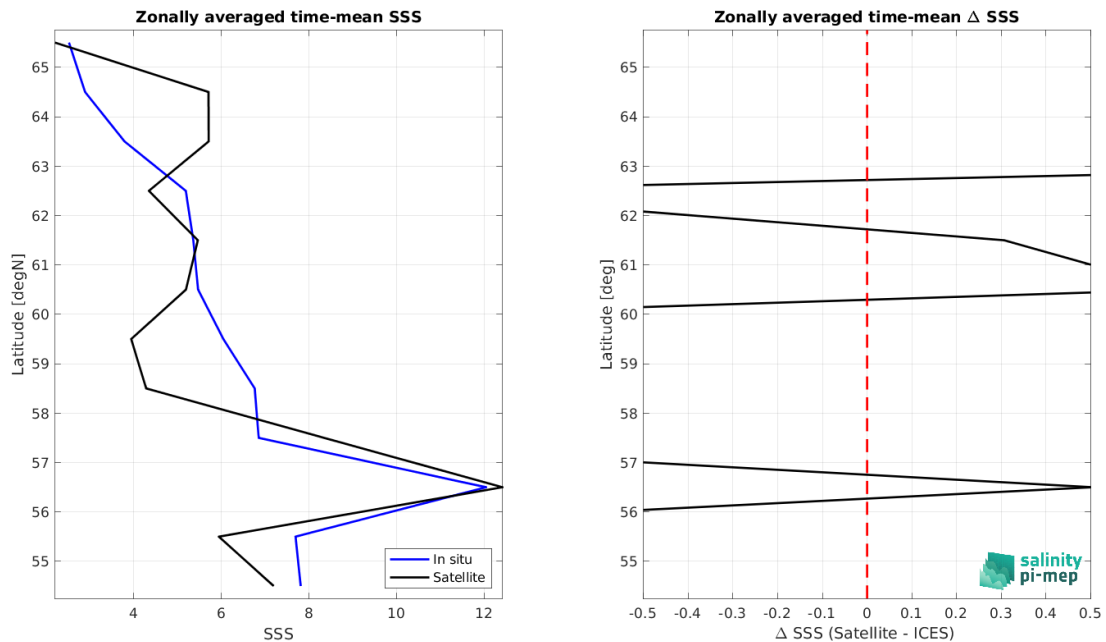 Zonally averaged time-mean SSS
65
64
63
62
61
60
59
58
57
56
55
Latitude [degN]
4 6 8 10 12
SSS
In situ
Satellite
Zonally averaged time-mean Δ SSS
65
64
63
62
61
60
59
58
57
56
55
Latitude [deg]
-0.5 -0.4 -0.3 -0.2 -0.1 0 0.1 0.2 0.3 0.4 0.5
Δ SSS (Satellite - ICES)
salinity
pi-mep